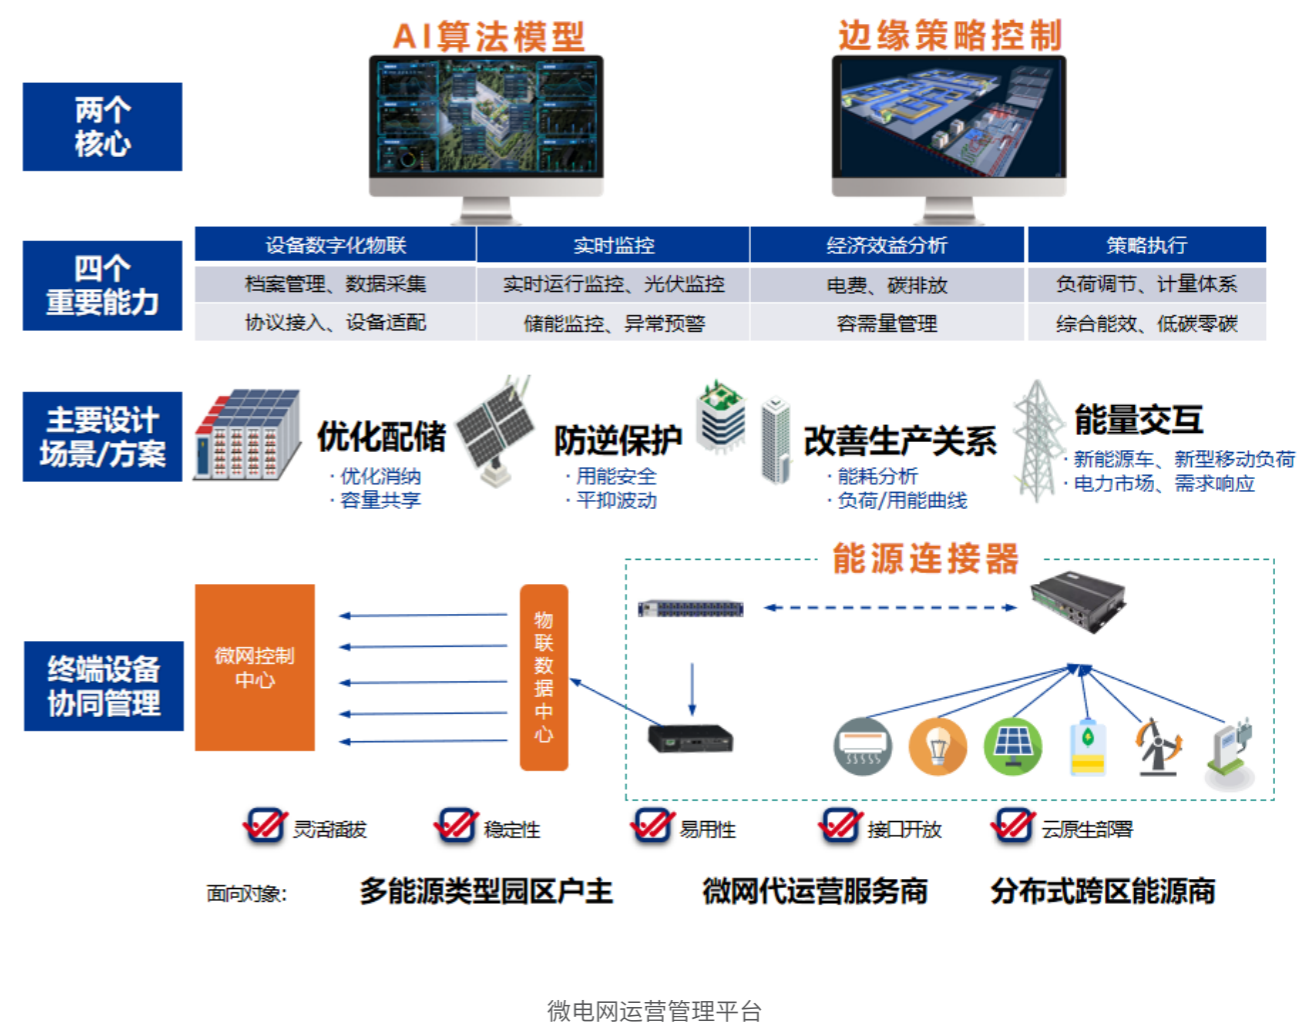 AI算法模型
边缘策略控制
两个
核心
四个
重要能力
设备数字化物联
实时监控
经济效益分析
策略执行
档案管理、数据采集
实时运行监控、光伏监控
电费、碳排放
负荷调节、计量体系
协议接入、设备适配
储能监控、异常预警
容需量管理
综合能效、低碳零碳
主要设计
场景/方案
优化配储
· 优化消纳
· 容量共享
防逆保护
· 用能安全
· 平抑波动
改善生产关系
· 能耗分析
· 负荷/用能曲线
能量交互
· 新能源车、新型移动负荷
· 电力市场、需求响应
终端设备
协同管理
微网控制
中心
物联数据中心
能源连接器
灵活插拔
稳定性
易用性
接口开放
云原生部署
面向对象:
多能源类型园区户主
微网代运营服务商
分布式跨区能源商
微电网运营管理平台